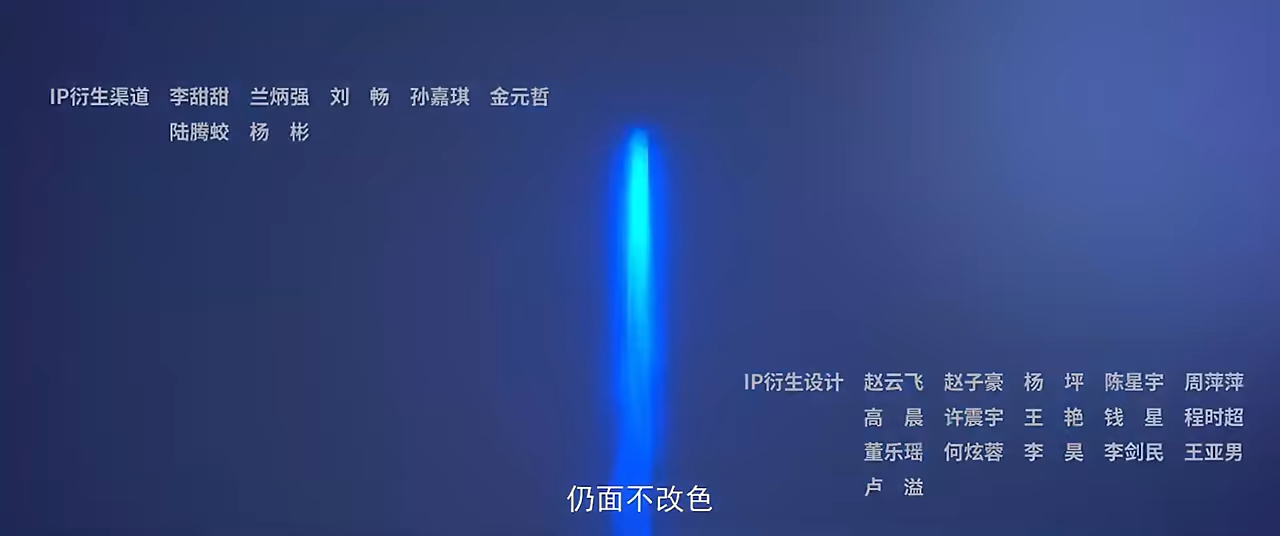 IP衍生渠道 李甜甜 兰炳强 刘 畅 孙嘉琪 金元哲
陆腾蛟 杨 彬
IP衍生设计 赵云飞 赵子豪 杨 坪 陈星宇 周萍萍
高 晨 许震宇 王 艳 钱 星 程时超
董乐瑶 何炫蓉 李 昊 李剑民 王亚男
卢 溢
仍面不改色